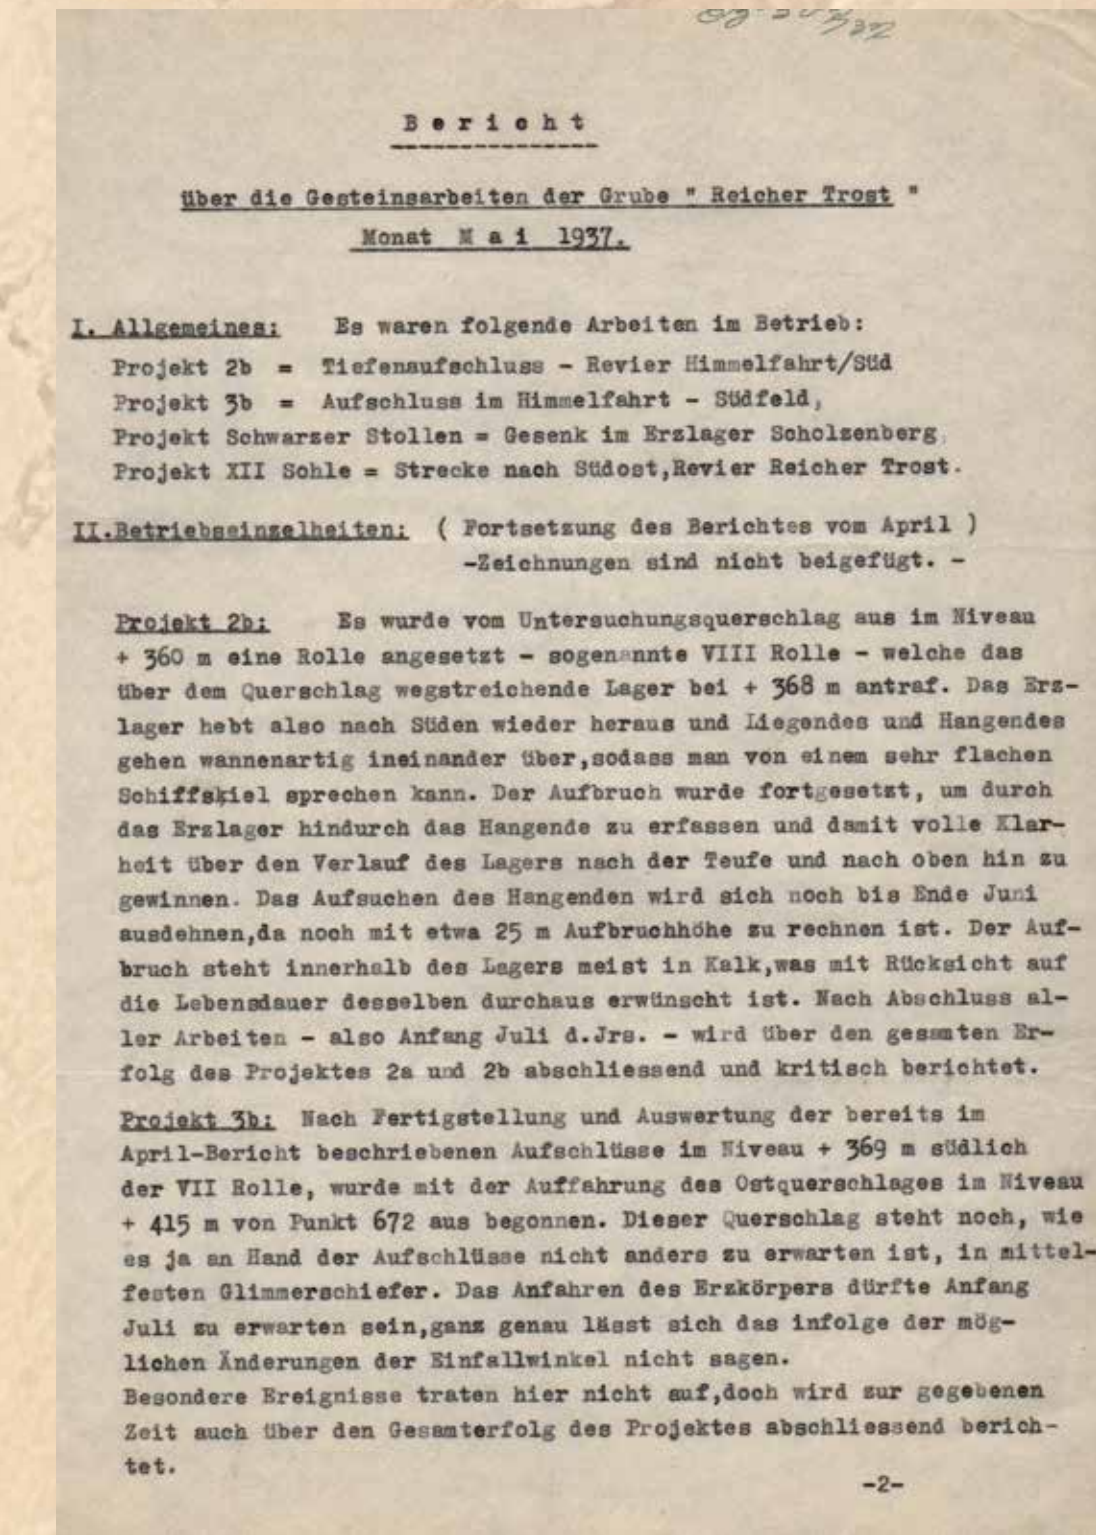 B e r i c h t
über die Gesteinsarbeiten der Grube " Reicher Trost "
Monat M a i 1937.
I. Allgemeines: Es waren folgende Arbeiten im Betrieb:
Projekt 2b = Tiefenaufschluss - Revier Himmelfahrt/Süd
Projekt 3b = Aufschluss im Himmelfahrt - Südfeld,
Projekt Schwarzer Stollen = Gesenk im Erzlager Scholzenberg,
Projekt XII Sohle = Strecke nach Südost,Revier Reicher Trost.
II.Betriebseinzelheiten: ( Fortsetzung des Berichtes vom April )
-Zeichnungen sind nicht beigefügt. -
Projekt 2b: Es wurde vom Untersuchungsquerschlag aus im Niveau
+ 360 m eine Rolle angesetzt - sogenannte VIII Rolle - welche das
über dem Querschlag wegstreichende Lager bei + 368 m antraf. Das Erz-
lager hebt also nach Süden wieder heraus und Liegendes und Hangendes
gehen wannenartig ineinander über,sodass man von einem sehr flachen
Schiffskiel sprechen kann. Der Aufbruch wurde fortgesetzt, um durch
das Erzlager hindurch das Hangende zu erfassen und damit volle Klar-
heit über den Verlauf des Lagers nach der Teufe und nach oben hin zu
gewinnen. Das Aufsuchen des Hangenden wird sich noch bis Ende Juni
ausdehnen,da noch mit etwa 25 m Aufbruchhöhe zu rechnen ist. Der Auf-
bruch steht innerhalb des Lagers meist in Kalk,was mit Rücksicht auf
die Lebensdauer desselben durchaus erwünscht ist. Nach Abschluss al-
ler Arbeiten - also Anfang Juli d.Jrs. - wird über den gesamten Er-
folg des Projektes 2a und 2b abschliessend und kritisch berichtet.
Projekt 3b: Nach Fertigstellung und Auswertung der bereits im
April-Bericht beschriebenen Aufschlüsse im Niveau + 369 m südlich
der VII Rolle, wurde mit der Auffahrung des Ostquerschlages im Niveau
+ 415 m von Punkt 672 aus begonnen. Dieser Querschlag steht noch, wie
es ja an Hand der Aufschlüsse nicht anders zu erwarten ist, in mittel-
festen Glimmerschiefer. Das Anfahren des Erzkörpers dürfte Anfang
Juli zu erwarten sein,ganz genau lässt sich das infolge der mög-
lichen Änderungen der Einfallwinkel nicht sagen.
Besondere Ereignisse traten hier nicht auf,doch wird zur gegebenen
Zeit auch über den Gesamterfolg des Projektes abschliessend berich-
tet.
-2-